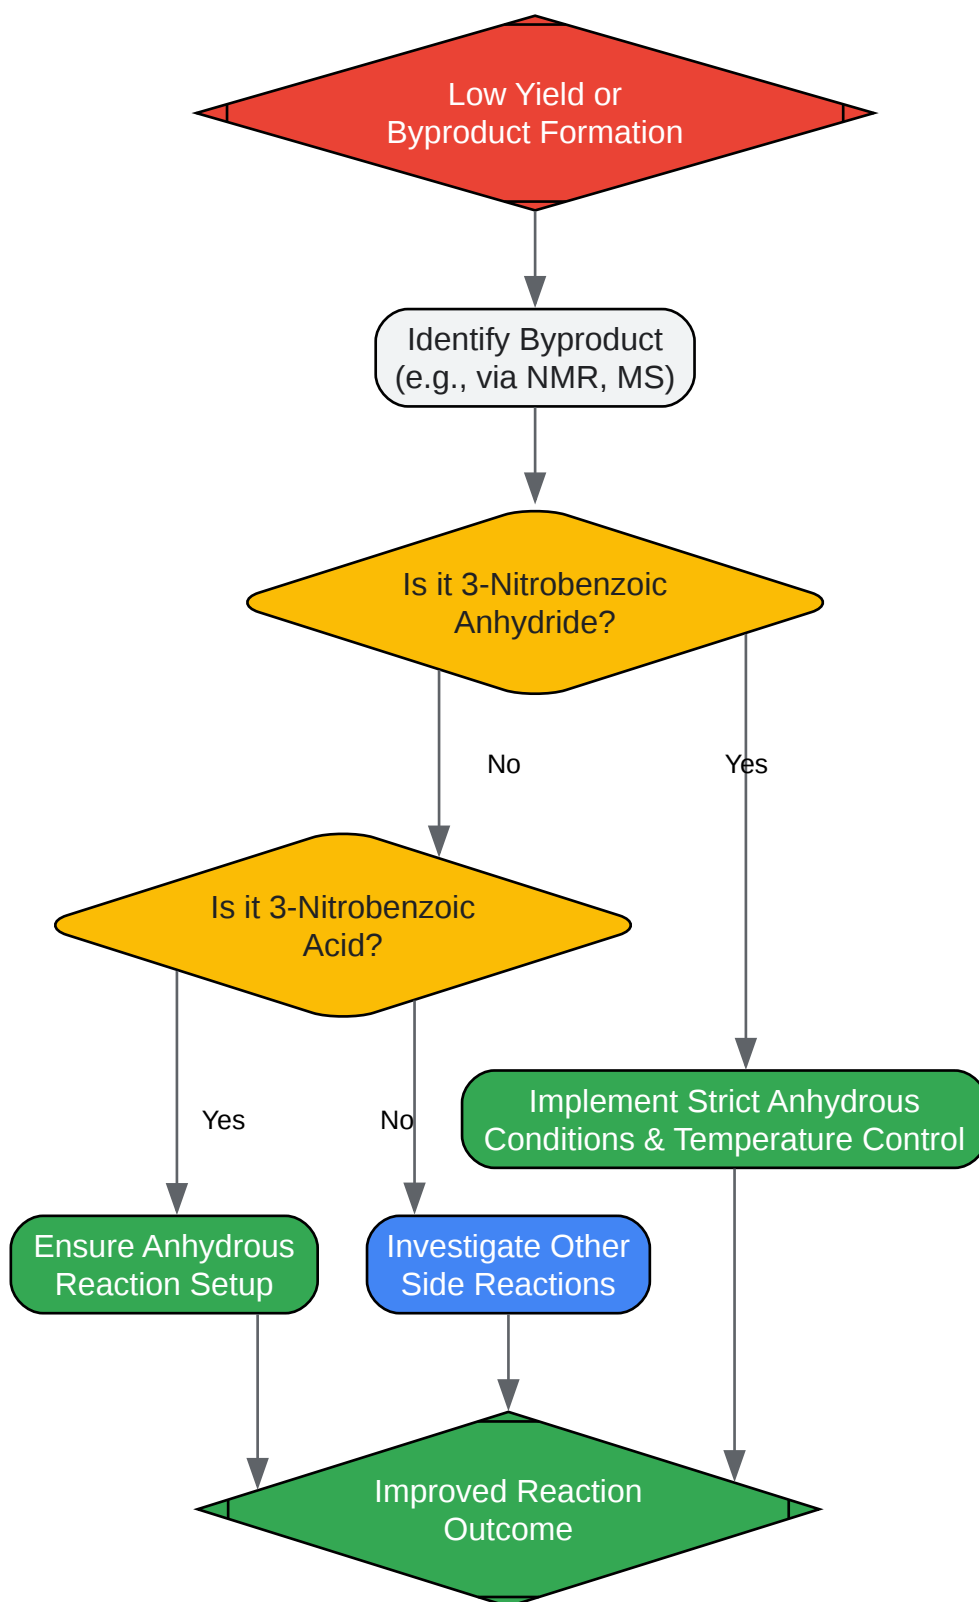 Low Yield or
Byproduct Formation
Identify Byproduct
(e.g., via NMR, MS)
Is it 3-Nitrobenzoic
Anhydride?
No
Yes
Is it 3-Nitrobenzoic
Acid?
Yes
No
Implement Strict Anhydrous
Conditions & Temperature Control
Ensure Anhydrous
Reaction Setup
Investigate Other
Side Reactions
Improved Reaction
Outcome